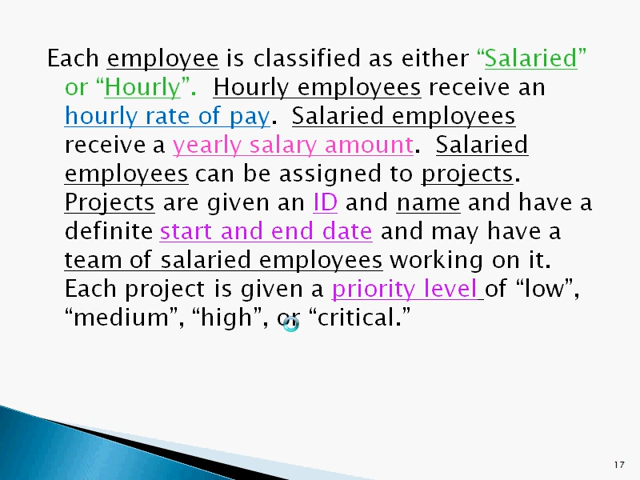 Each employee is classified as either “Salaried”
or “Hourly”. Hourly employees receive an
hourly rate of pay. Salaried employees
receive a yearly salary amount. Salaried
employees can be assigned to projects.
Projects are given an ID and name and have a
definite start and end date and may have a
team of salaried employees working on it.
Each project is given a priority level of “low”,
“medium”, “high”, or “critical.”
17